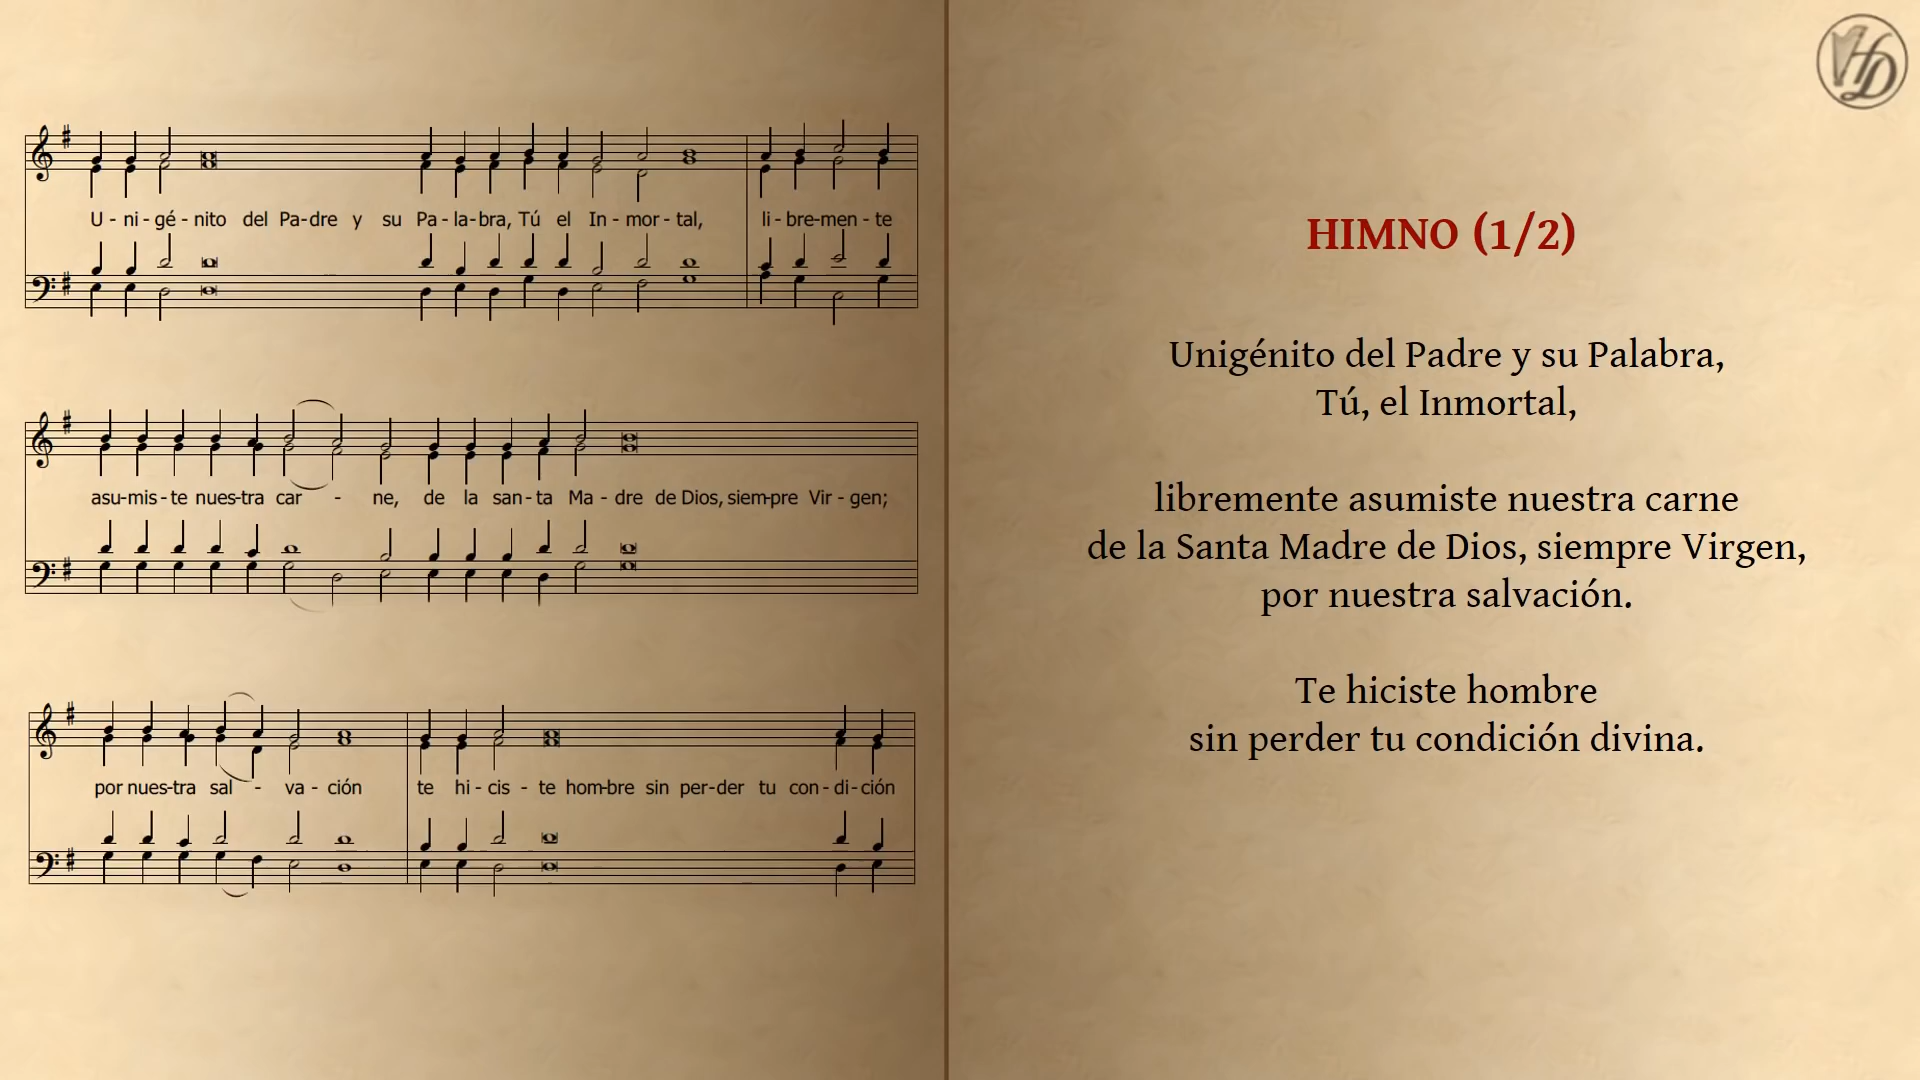 U - ni - gé - nito del Pa-dre y su Pa - la-bra, Tú el In - mor - tal, li - bre-men - te
asu-mis - te nues-tra car - ne, de la san - ta Ma - dre de Dios, siem-pre Vir - gen;
por nues-tra sal - va - ción te hi - cis - te hom-bre sin per-der tu con - di - ción
HIMNO (1/2)
Unigénito del Padre y su Palabra,
Tú, el Inmortal,
libremente asumiste nuestra carne
de la Santa Madre de Dios, siempre Virgen,
por nuestra salvación.
Te hiciste hombre
sin perder tu condición divina.
HD